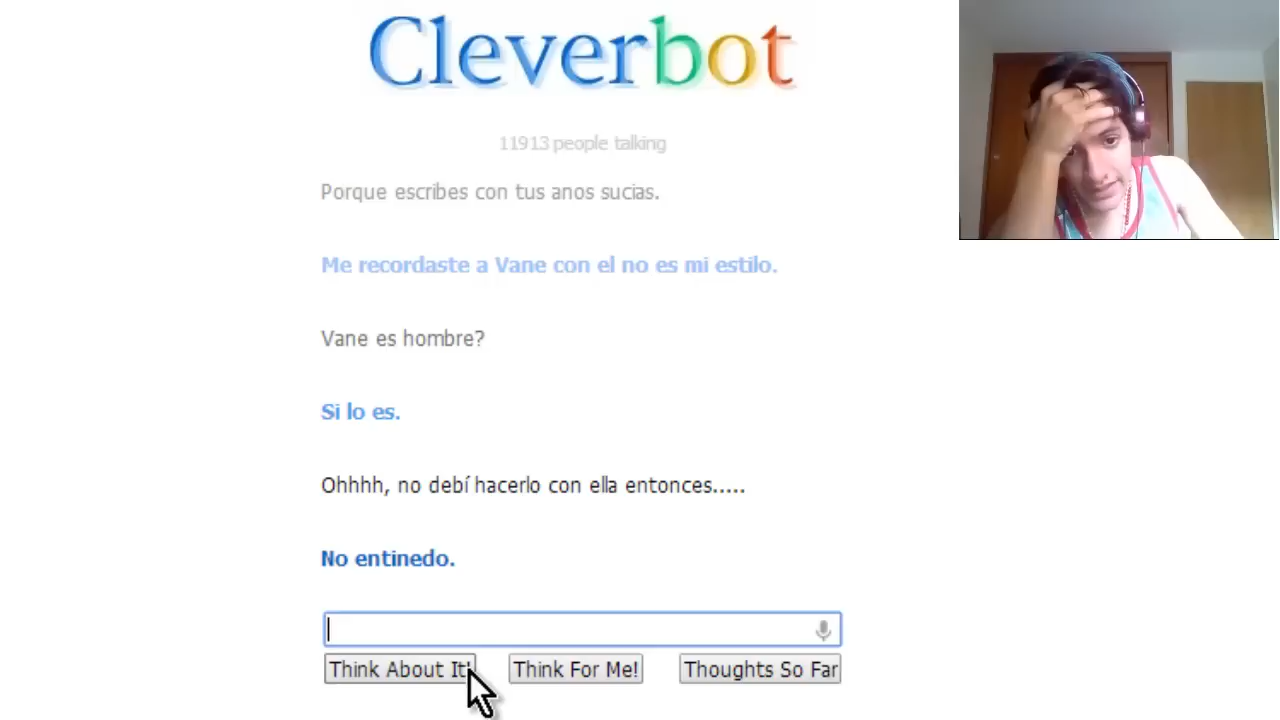 Cleverbot
11913 people talking
Porque escribes con tus anos sucias.
Me recordaste a Vane con el no es mi estilo.
Vane es hombre?
Si lo es.
Ohhhh, no debí hacerlo con ella entonces.....
No entinedo.
Think About It!
Think For Me!
Thoughts So Far